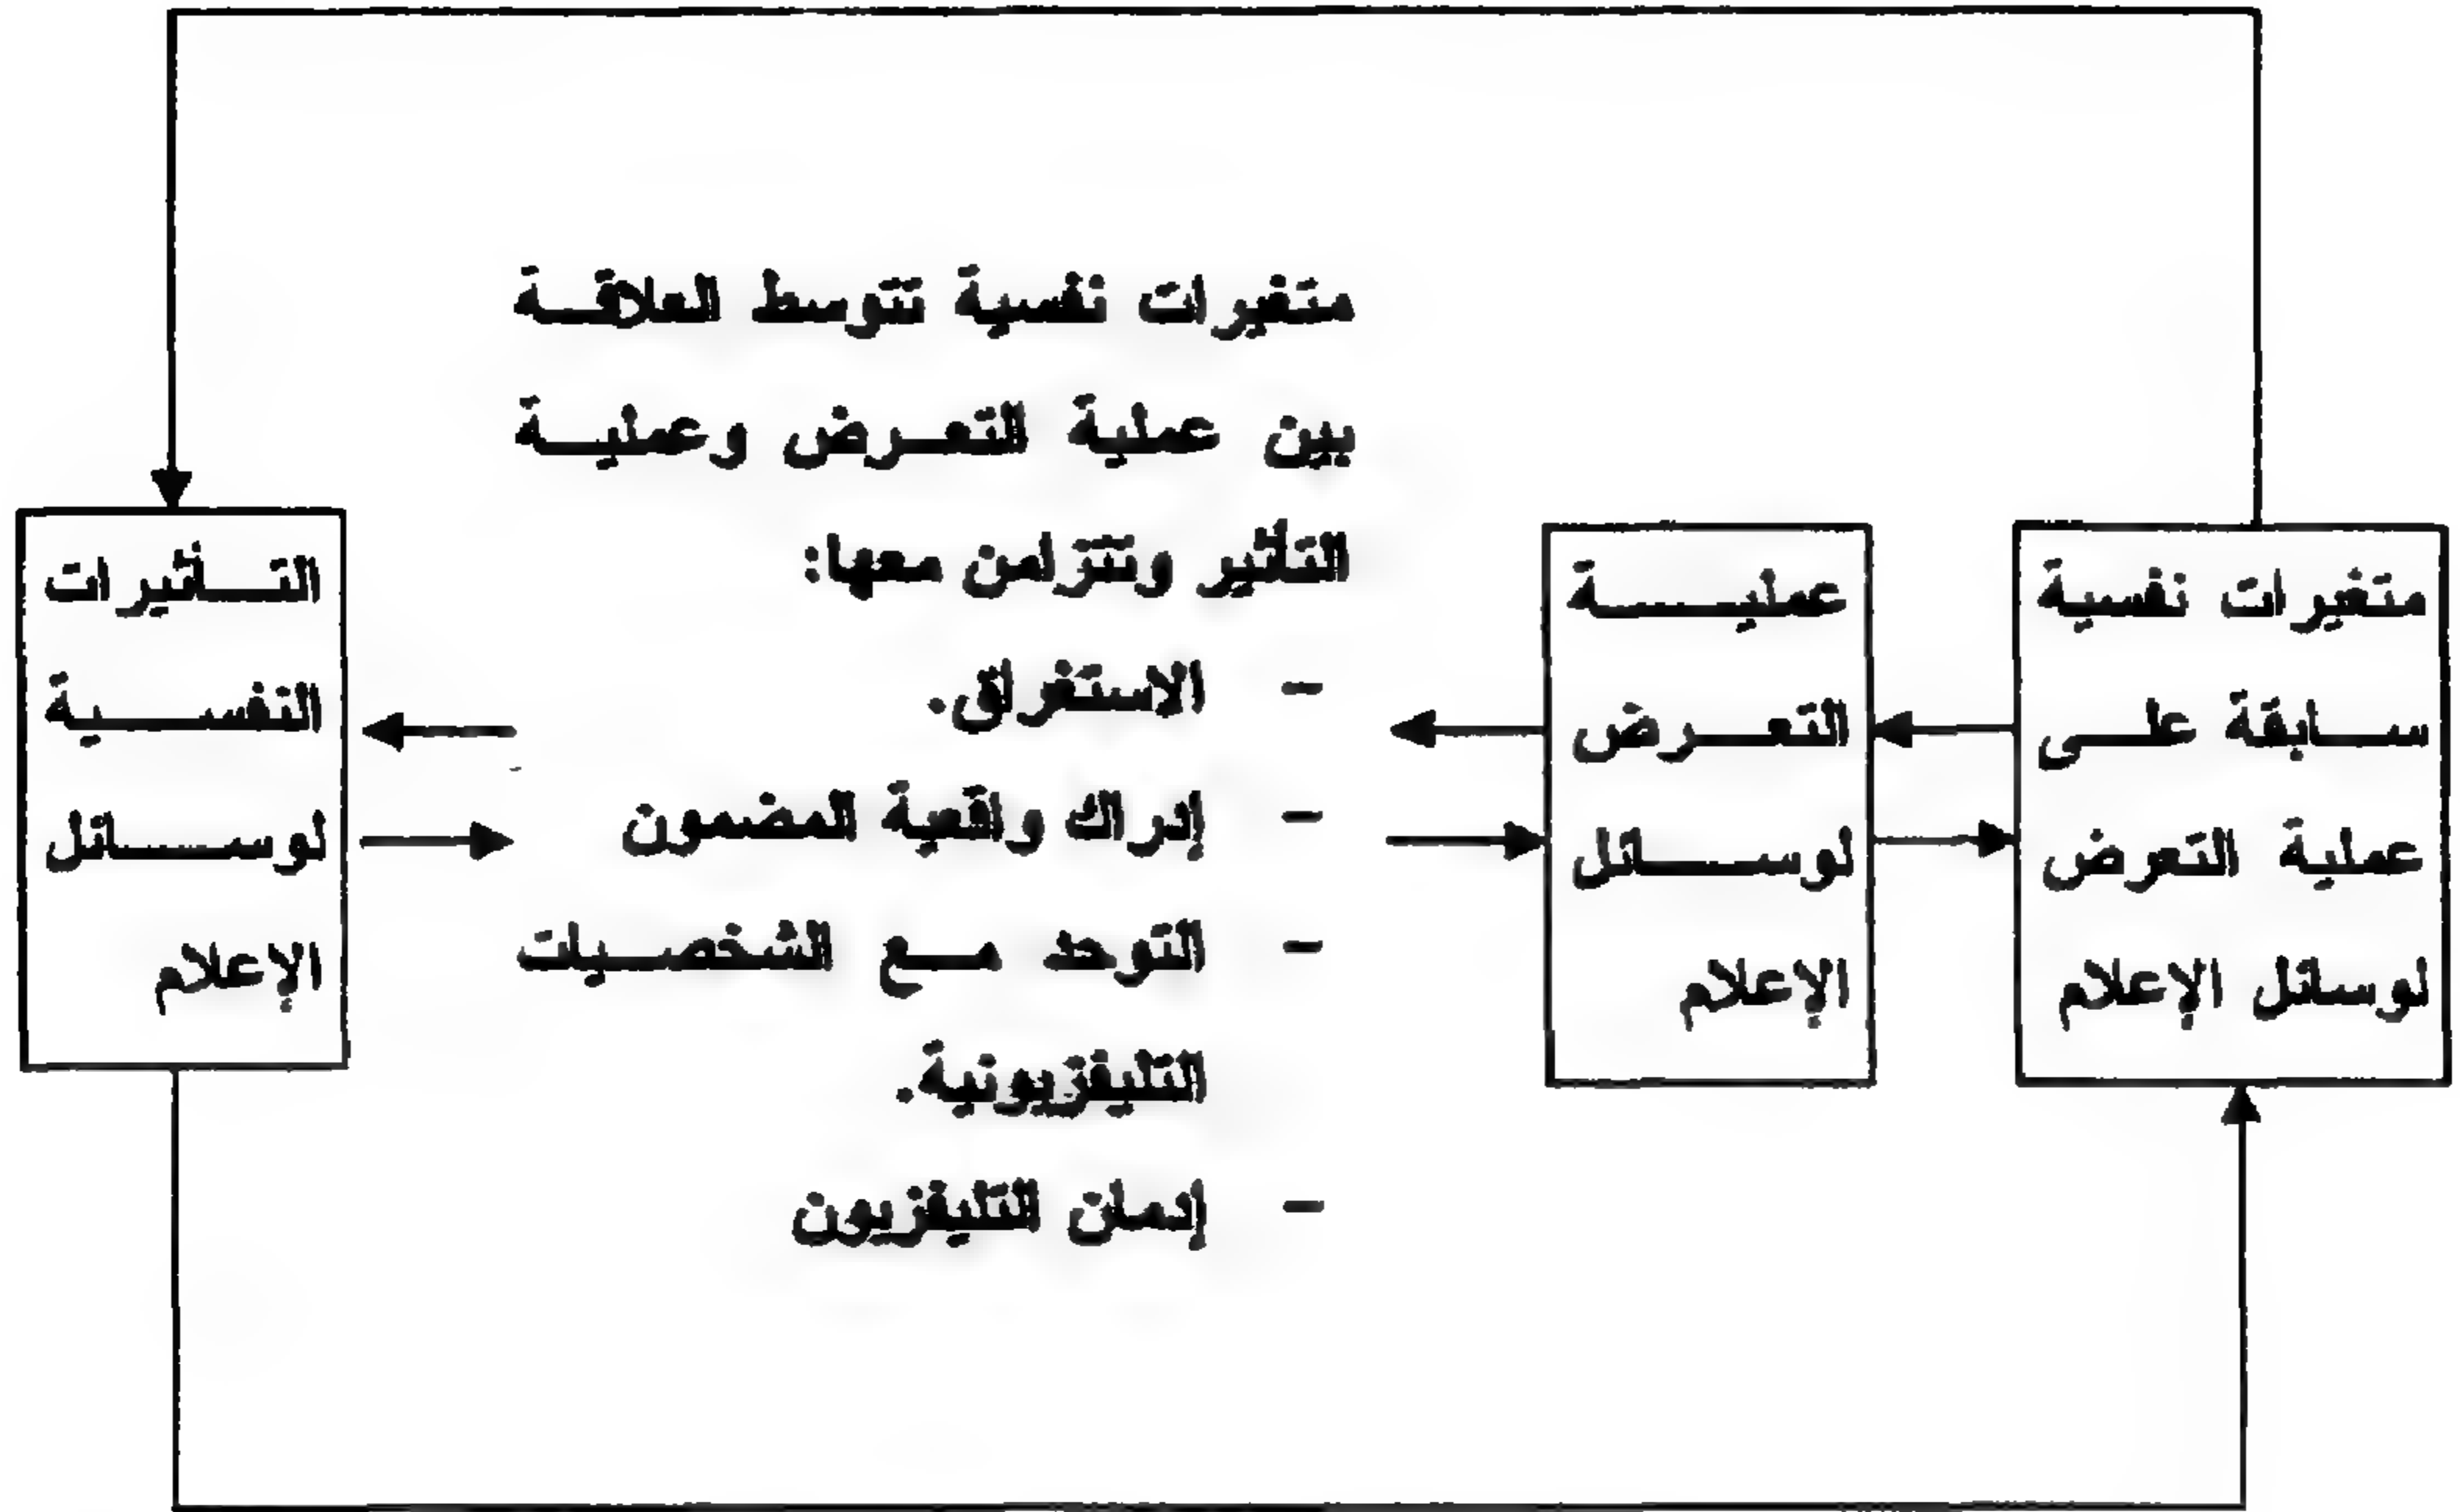 متغيرات نفسية
سابقة على
عملية التعرض
لوسائل الإعلام
عملية
التعرض
لوسائل
الإعلام
متغيرات نفسية تتوسط العلاقة
بين عملية التعرض وعملية
التأثير وتتزامن معها:
- الاستغراق.
- إدراك واقعية المضمون
- التوحد مع الشخصيات
التليفزيونية.
- إدمان التليفزيون
التأثيرات
النفسية
لوسائل
الإعلام